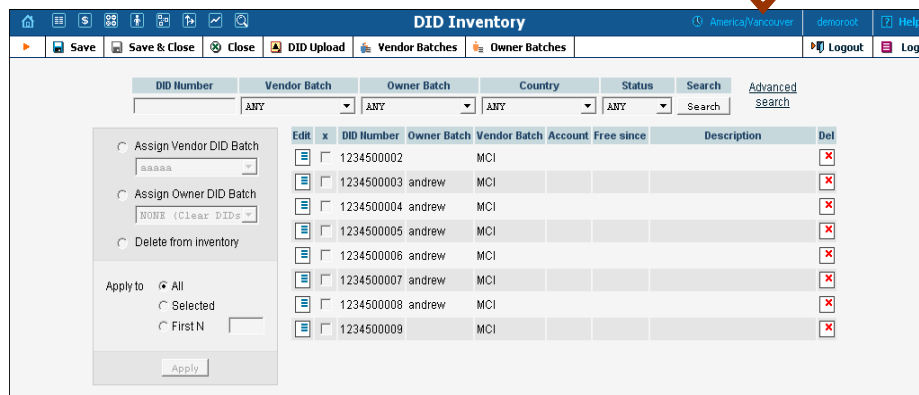 DID Inventory America/Vancouver demoroot Help
Save Save & Close Close DID Upload Vendor Batches Owner Batches Logout Log
DID Number Vendor Batch Owner Batch Country Status Search Advanced search
ANY ANY ANY ANY Search
Assign Vendor DID Batch
aaaaa
Assign Owner DID Batch
NONE (Clear DIDs
Delete from inventory
Apply to All
Selected
First N
Apply
Edit x DID Number Owner Batch Vendor Batch Account Free since Description Del
1234500002 MCI
1234500003 andrew MCI
1234500004 andrew MCI
1234500005 andrew MCI
1234500006 andrew MCI
1234500007 andrew MCI
1234500008 andrew MCI
1234500009 MCI